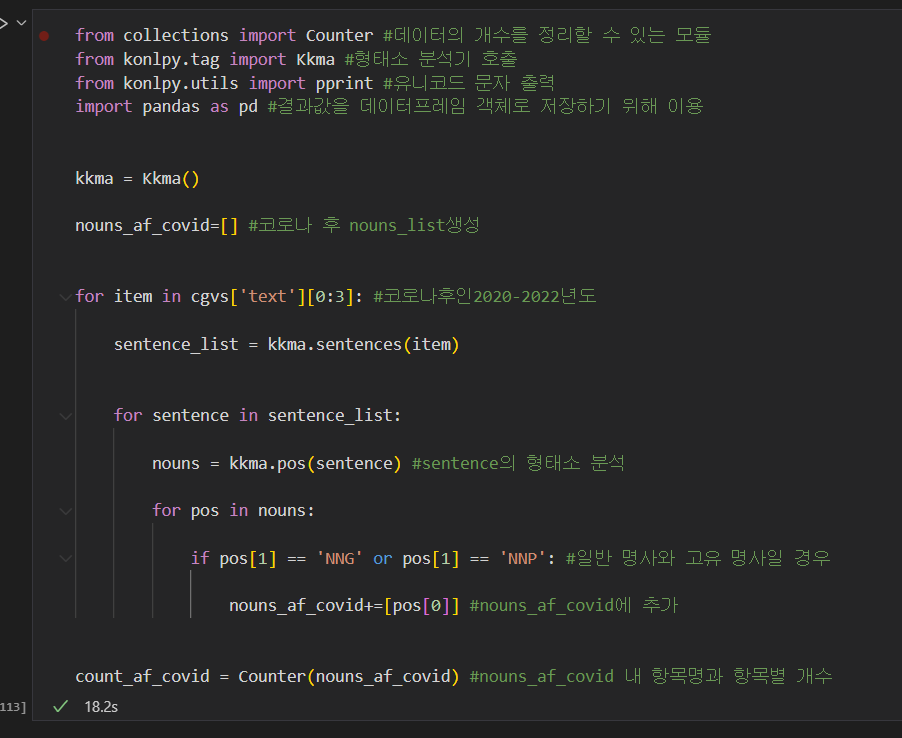 from collections import Counter #데이터의 개수를 정리할 수 있는 모듈
from konlpy.tag import Kkma #형태소 분석기 호출
from konlpy.utils import pprint #유니코드 문자 출력
import pandas as pd #결과값을 데이터프레임 객체로 저장하기 위해 이용
kkma = Kkma()
nouns_af_covid=[] #코로나 후 nouns_list생성
for item in cgvs['text'][0:3]: #코로나후인2020-2022년도
sentence_list = kkma.sentences(item)
for sentence in sentence_list:
nouns = kkma.pos(sentence) #sentence의 형태소 분석
for pos in nouns:
if pos[1] == 'NNG' or pos[1] == 'NNP': #일반 명사와 고유 명사일 경우
nouns_af_covid+=[pos[0]] #nouns_af_covid에 추가
count_af_covid = Counter(nouns_af_covid) #nouns_af_covid 내 항목명과 항목별 개수
113] 18.2s